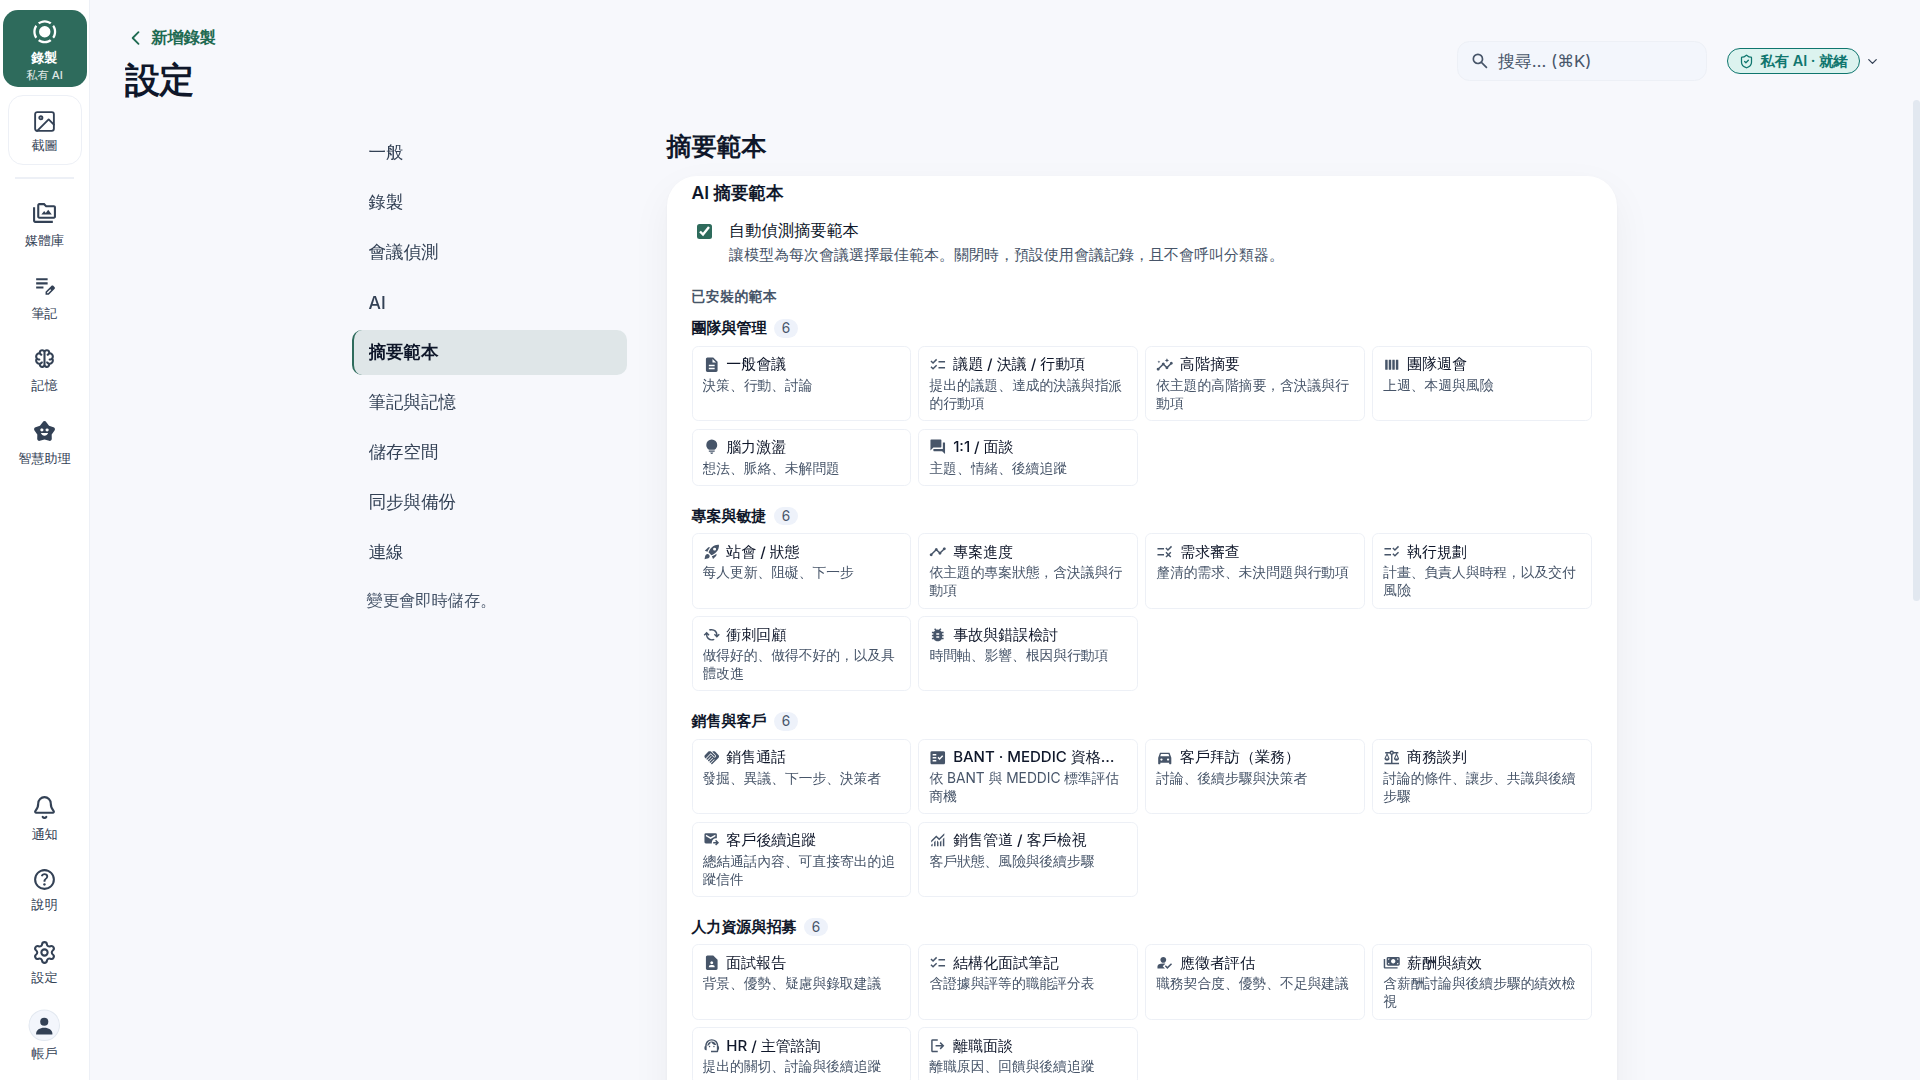 錄製
私有 AI
截圖
媒體庫
筆記
記憶
智慧助理
通知
說明
設定
帳戶
新增錄製
設定
搜尋... (⌘K)
私有 AI · 就緒
一般
錄製
會議偵測
AI
摘要範本
筆記與記憶
儲存空間
同步與備份
連線
變更會即時儲存。
摘要範本
AI 摘要範本
自動偵測摘要範本
讓模型為每次會議選擇最佳範本。關閉時，預設使用會議記錄，且不會呼叫分類器。
已安裝的範本
團隊與管理 6
一般會議
決策、行動、討論
議題 / 決議 / 行動項
提出的議題、達成的決議與指派
的行動項
高階摘要
依主題的高階摘要，含決議與行
動項
團隊週會
上週、本週與風險
腦力激盪
想法、脈絡、未解問題
1:1 / 面談
主題、情緒、後續追蹤
專案與敏捷 6
站會 / 狀態
每人更新、阻礙、下一步
專案進度
依主題的專案狀態，含決議與行
動項
需求審查
釐清的需求、未決問題與行動項
執行規劃
計畫、負責人與時程，以及交付
風險
衝刺回顧
做得好的、做得不好的，以及具
體改進
事故與錯誤檢討
時間軸、影響、根因與行動項
銷售與客戶 6
銷售通話
發掘、異議、下一步、決策者
BANT · MEDDIC 資格...
依 BANT 與 MEDDIC 標準評估
商機
客戶拜訪（業務）
討論、後續步驟與決策者
商務談判
討論的條件、讓步、共識與後續
步驟
客戶後續追蹤
總結通話內容、可直接寄出的追
蹤信件
銷售管道 / 客戶檢視
客戶狀態、風險與後續步驟
人力資源與招募 6
面試報告
背景、優勢、疑慮與錄取建議
結構化面試筆記
含證據與評等的職能評分表
應徵者評估
職務契合度、優勢、不足與建議
薪酬與績效
含薪酬討論與後續步驟的績效檢
視
HR / 主管諮詢
提出的關切、討論與後續追蹤
離職面談
離職原因、回饋與後續追蹤